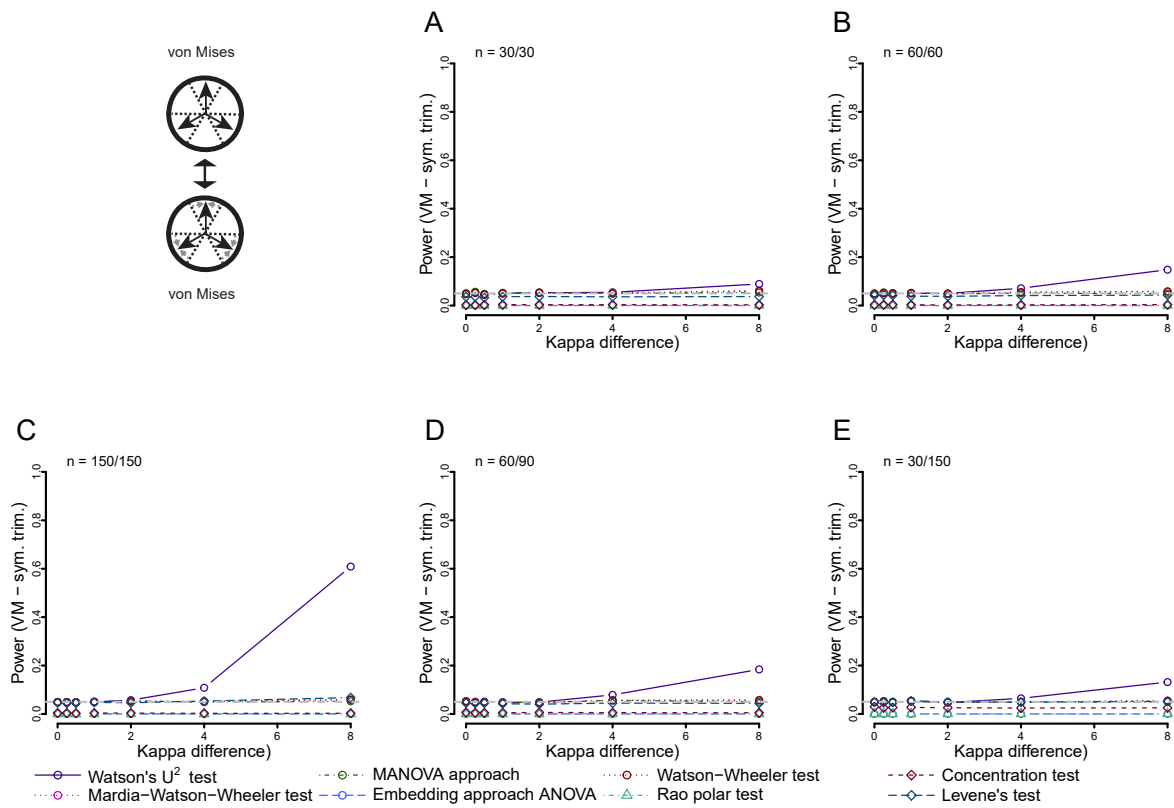 von Mises
von Mises
A
n = 30/30
Power (VM − sym. trim.)
0.0 0.2 0.4 0.6 0.8 1.0
0 2 4 6 8
Kappa difference)
B
n = 60/60
Power (VM − sym. trim.)
0.0 0.2 0.4 0.6 0.8 1.0
0 2 4 6 8
Kappa difference)
C
n = 150/150
Power (VM − sym. trim.)
0.0 0.2 0.4 0.6 0.8 1.0
0 2 4 6 8
Kappa difference)
D
n = 60/90
Power (VM − sym. trim.)
0.0 0.2 0.4 0.6 0.8 1.0
0 2 4 6 8
Kappa difference)
E
n = 30/150
Power (VM − sym. trim.)
0.0 0.2 0.4 0.6 0.8 1.0
0 2 4 6 8
Kappa difference)
Watson's U² test
MANOVA approach
Watson−Wheeler test
Concentration test
Mardia−Watson−Wheeler test
Embedding approach ANOVA
Rao polar test
Levene's test